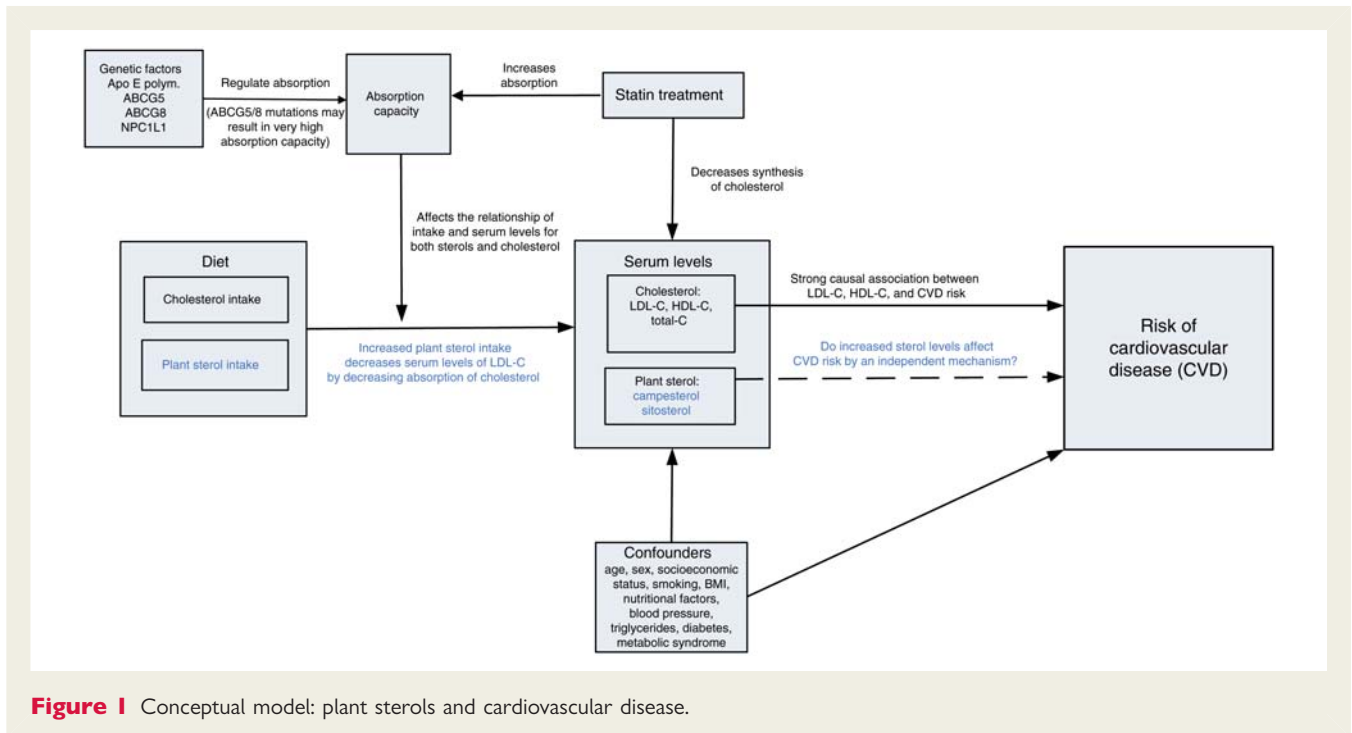 Genetic factors
Apo E polym.
ABCG5
ABCG8
NPC1L1
Regulate absorption
(ABCG5/8 mutations may
result in very high
absorption capacity)
Absorption
capacity
Increases
absorption
Statin treatment
Decreases synthesis
of cholesterol
Affects the relationship of
intake and serum levels for
both sterols and cholesterol
Diet
Cholesterol intake
Plant sterol intake
Increased plant sterol intake
decreases serum levels of LDL-C
by decreasing absorption of cholesterol
Serum levels
Cholesterol:
LDL-C, HDL-C,
total-C
Plant sterol:
campesterol
sitosterol
Strong causal association between
LDL-C, HDL-C, and CVD risk
Do increased sterol levels affect
CVD risk by an independent mechanism?
Risk of
cardiovascular
disease (CVD)
Confounders
age, sex, socioeconomic
status, smoking, BMI,
nutritional factors,
blood pressure,
triglycerides, diabetes,
metabolic syndrome
Figure 1 Conceptual model: plant sterols and cardiovascular disease.